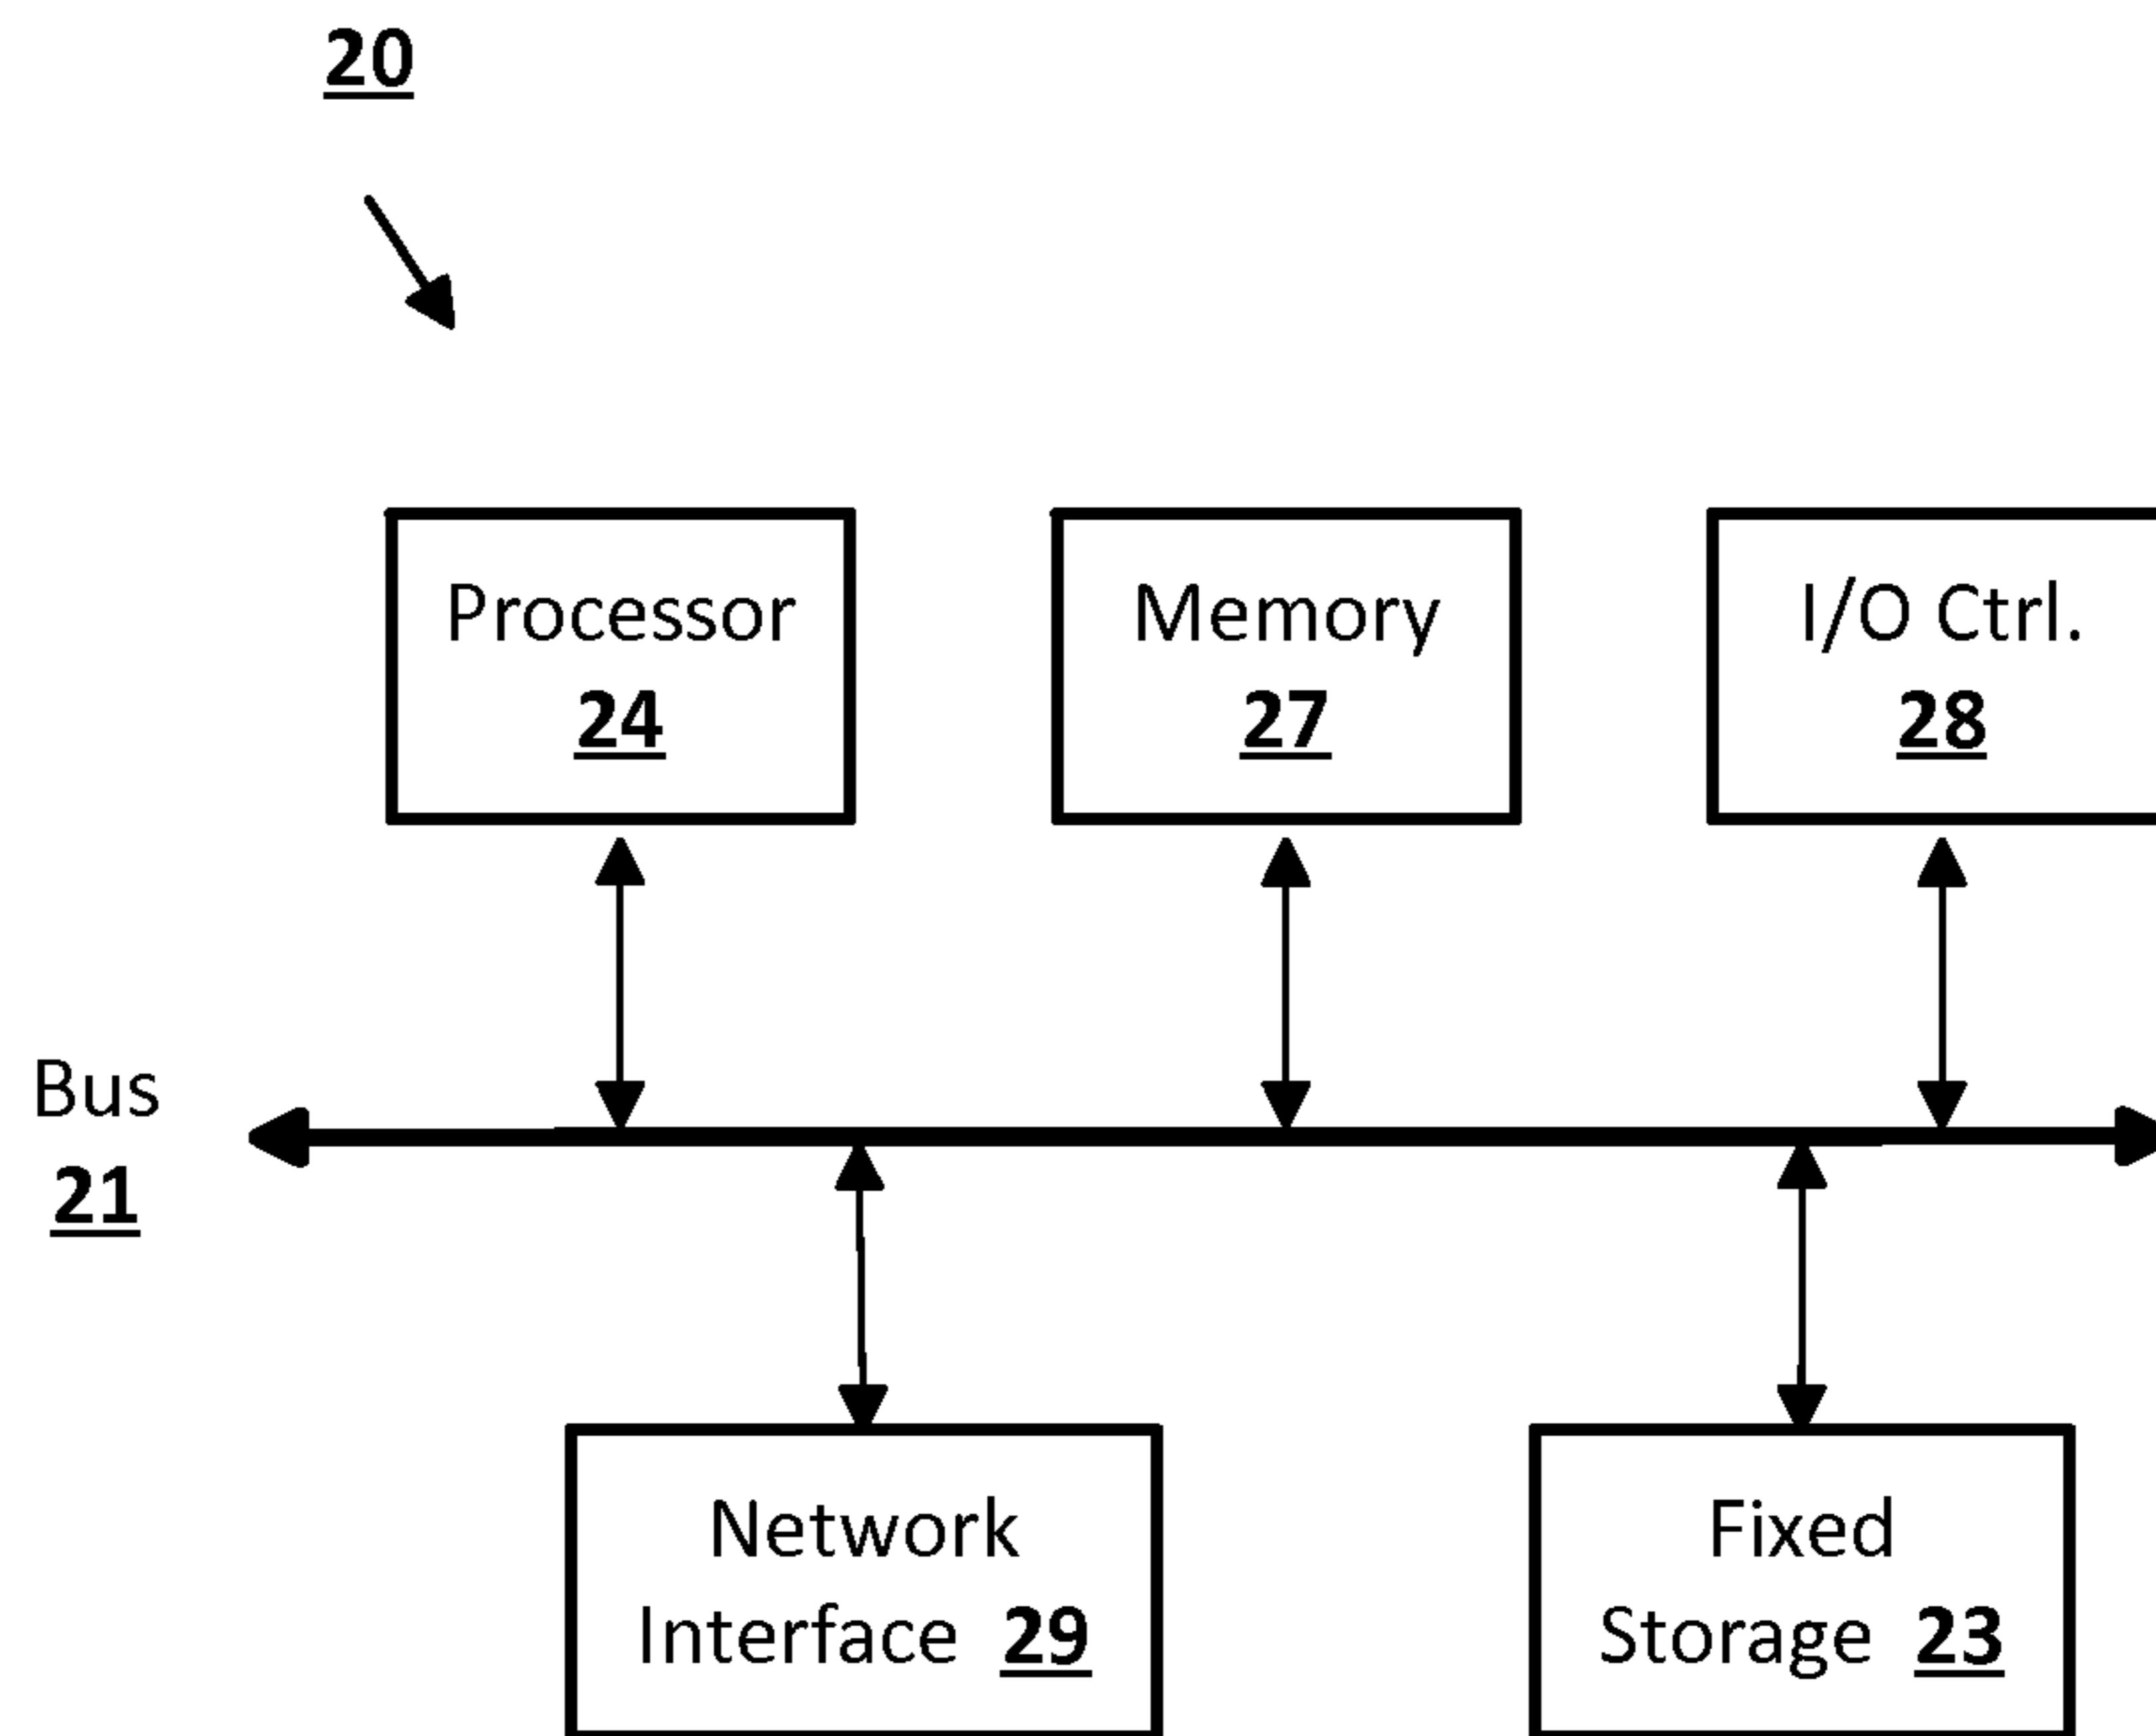 20
Processor
24
Memory
27
I/O Ctrl.
28
Bus
21
Network
Interface 29
Fixed
Storage 23